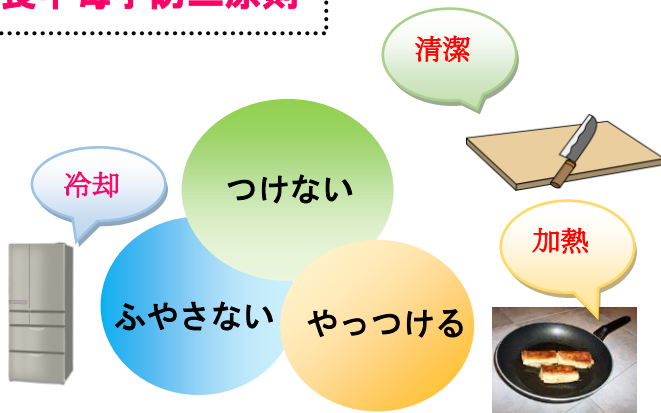 清潔
冷却
つけない
加熱
ふやさない
やっつける